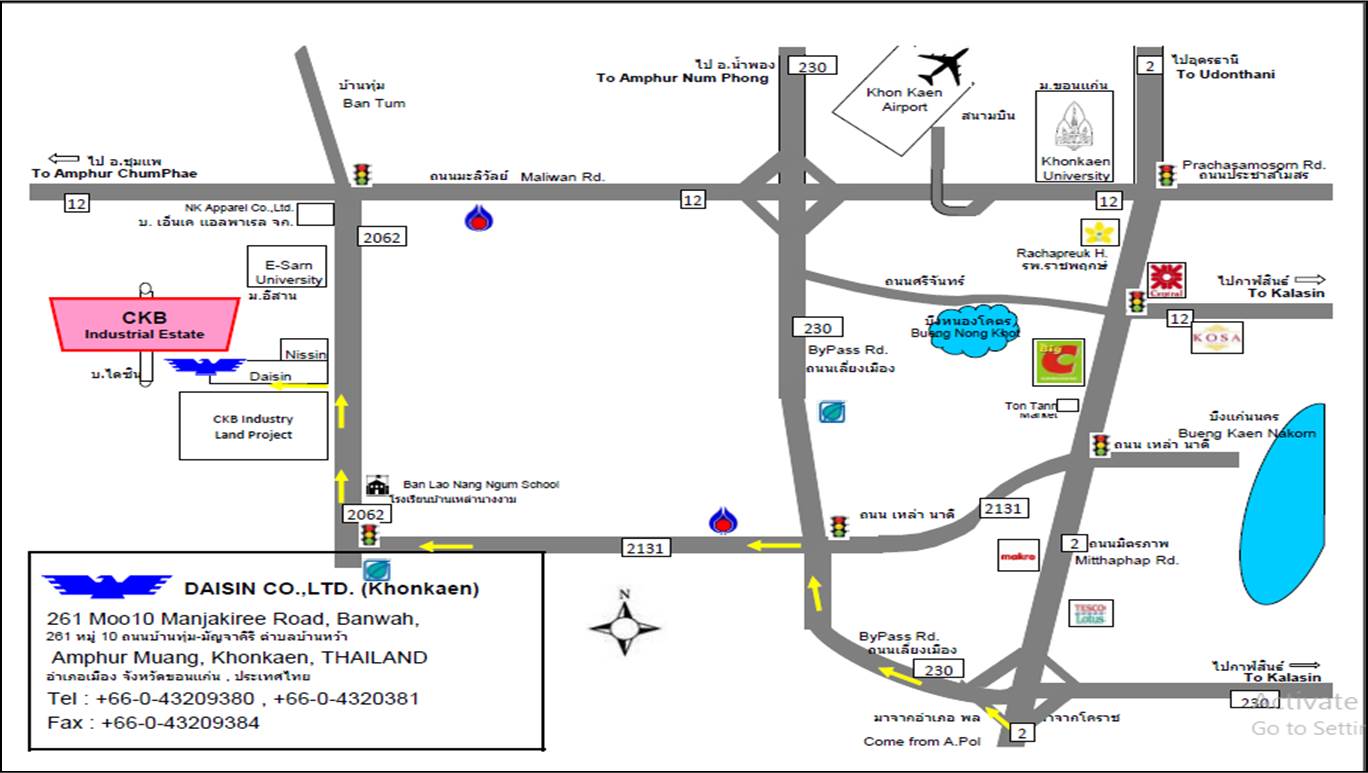 ไป อ.น้ำพอง
To Amphur Num Phong
230
2
ไปอุดรธานี
To Udonthani
บ้านทุ่ม
Ban Tum
Khon Kaen
Airport
สนามบิน
ม.ขอนแก่น
Khonkaen
University
ไป อ.ชุมแพ
To Amphur ChumPhae
12
ถนนมะลิวัลย์ Maliwan Rd.
12
12
Prachasamosorn Rd.
ถนนประชาสโมสร
NK Apparel Co.,Ltd.
บ. เอ็นเค แอลพาเรล จก.
2062
E-Sarn
University
ม.อีสาน
Rachapreuk H.
รพ.ราชพฤกษ์
Central
ไปกาฬสินธุ์
To Kalasin
12
KOSA
ถนนศรีจันทร์
บึงหนองโคตร
Bueng Nong Khot
CKB
Industrial Estate
230
ByPass Rd.
ถนนเลี่ยงเมือง
Nissin
บ.ไดซิน
Daisin
Big
C
CKB Industry
Land Project
Ton Tann
Market
บึงแก่นนคร
Bueng Kaen Nakorn
ถนน เหล่า นาดี
Ban Lao Nang Ngum School
โรงเรียนบ้านเหล่านางงาม
2062
2131
ถนน เหล่า นาดี
2131
makro
2
ถนนมิตรภาพ
Mitthaphap Rd.
TESCO
Lotus
N
DAISIN CO.,LTD. (Khonkaen)
261 Moo10 Manjakiree Road, Banwah,
261 หมู่ 10 ถนนบ้านทุ่ม-มัญจาคีรี ตำบลบ้านหว้า
Amphur Muang, Khonkaen, THAILAND
อำเภอเมือง จังหวัดขอนแก่น , ประเทศไทย
Tel : +66-0-43209380 , +66-0-4320381
Fax : +66-0-43209384
ByPass Rd.
ถนนเลี่ยงเมือง
230
ไปกาฬสินธุ์
To Kalasin
230
มาจากอำเภอ พล
Come from A.Pol
2
มาจากโคราช
Activate
Go to Settin